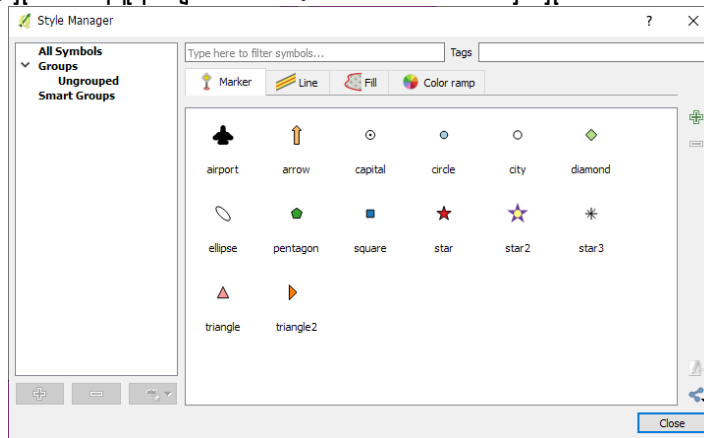 Style Manager
?
All Symbols
Groups
Ungrouped
Smart Groups
Type here to filter symbols...
Tags
Marker
Line
Fill
Color ramp
airport
arrow
capital
circle
city
diamond
ellipse
pentagon
square
star
star2
star3
triangle
triangle2
Close